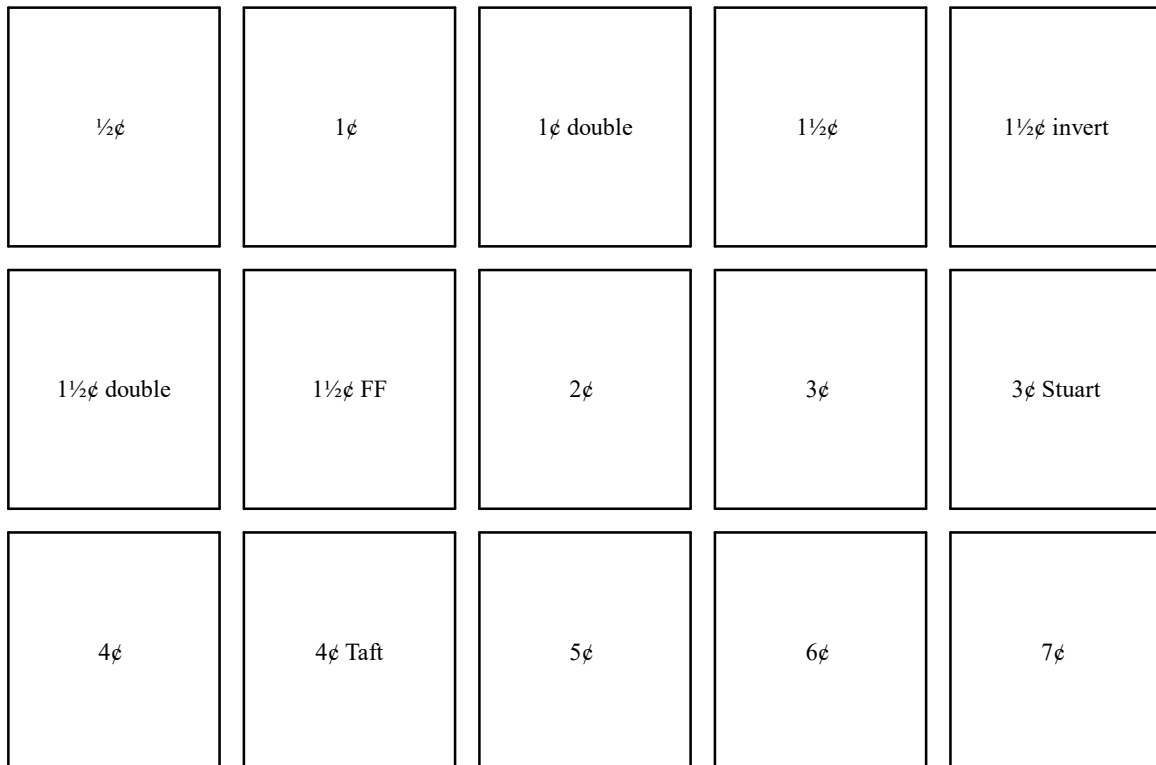 ½¢
1¢
1¢ double
1½¢
1½¢ invert
1½¢ double
1½¢ FF
2¢
3¢
3¢ Stuart
4¢
4¢ Taft
5¢
6¢
7¢